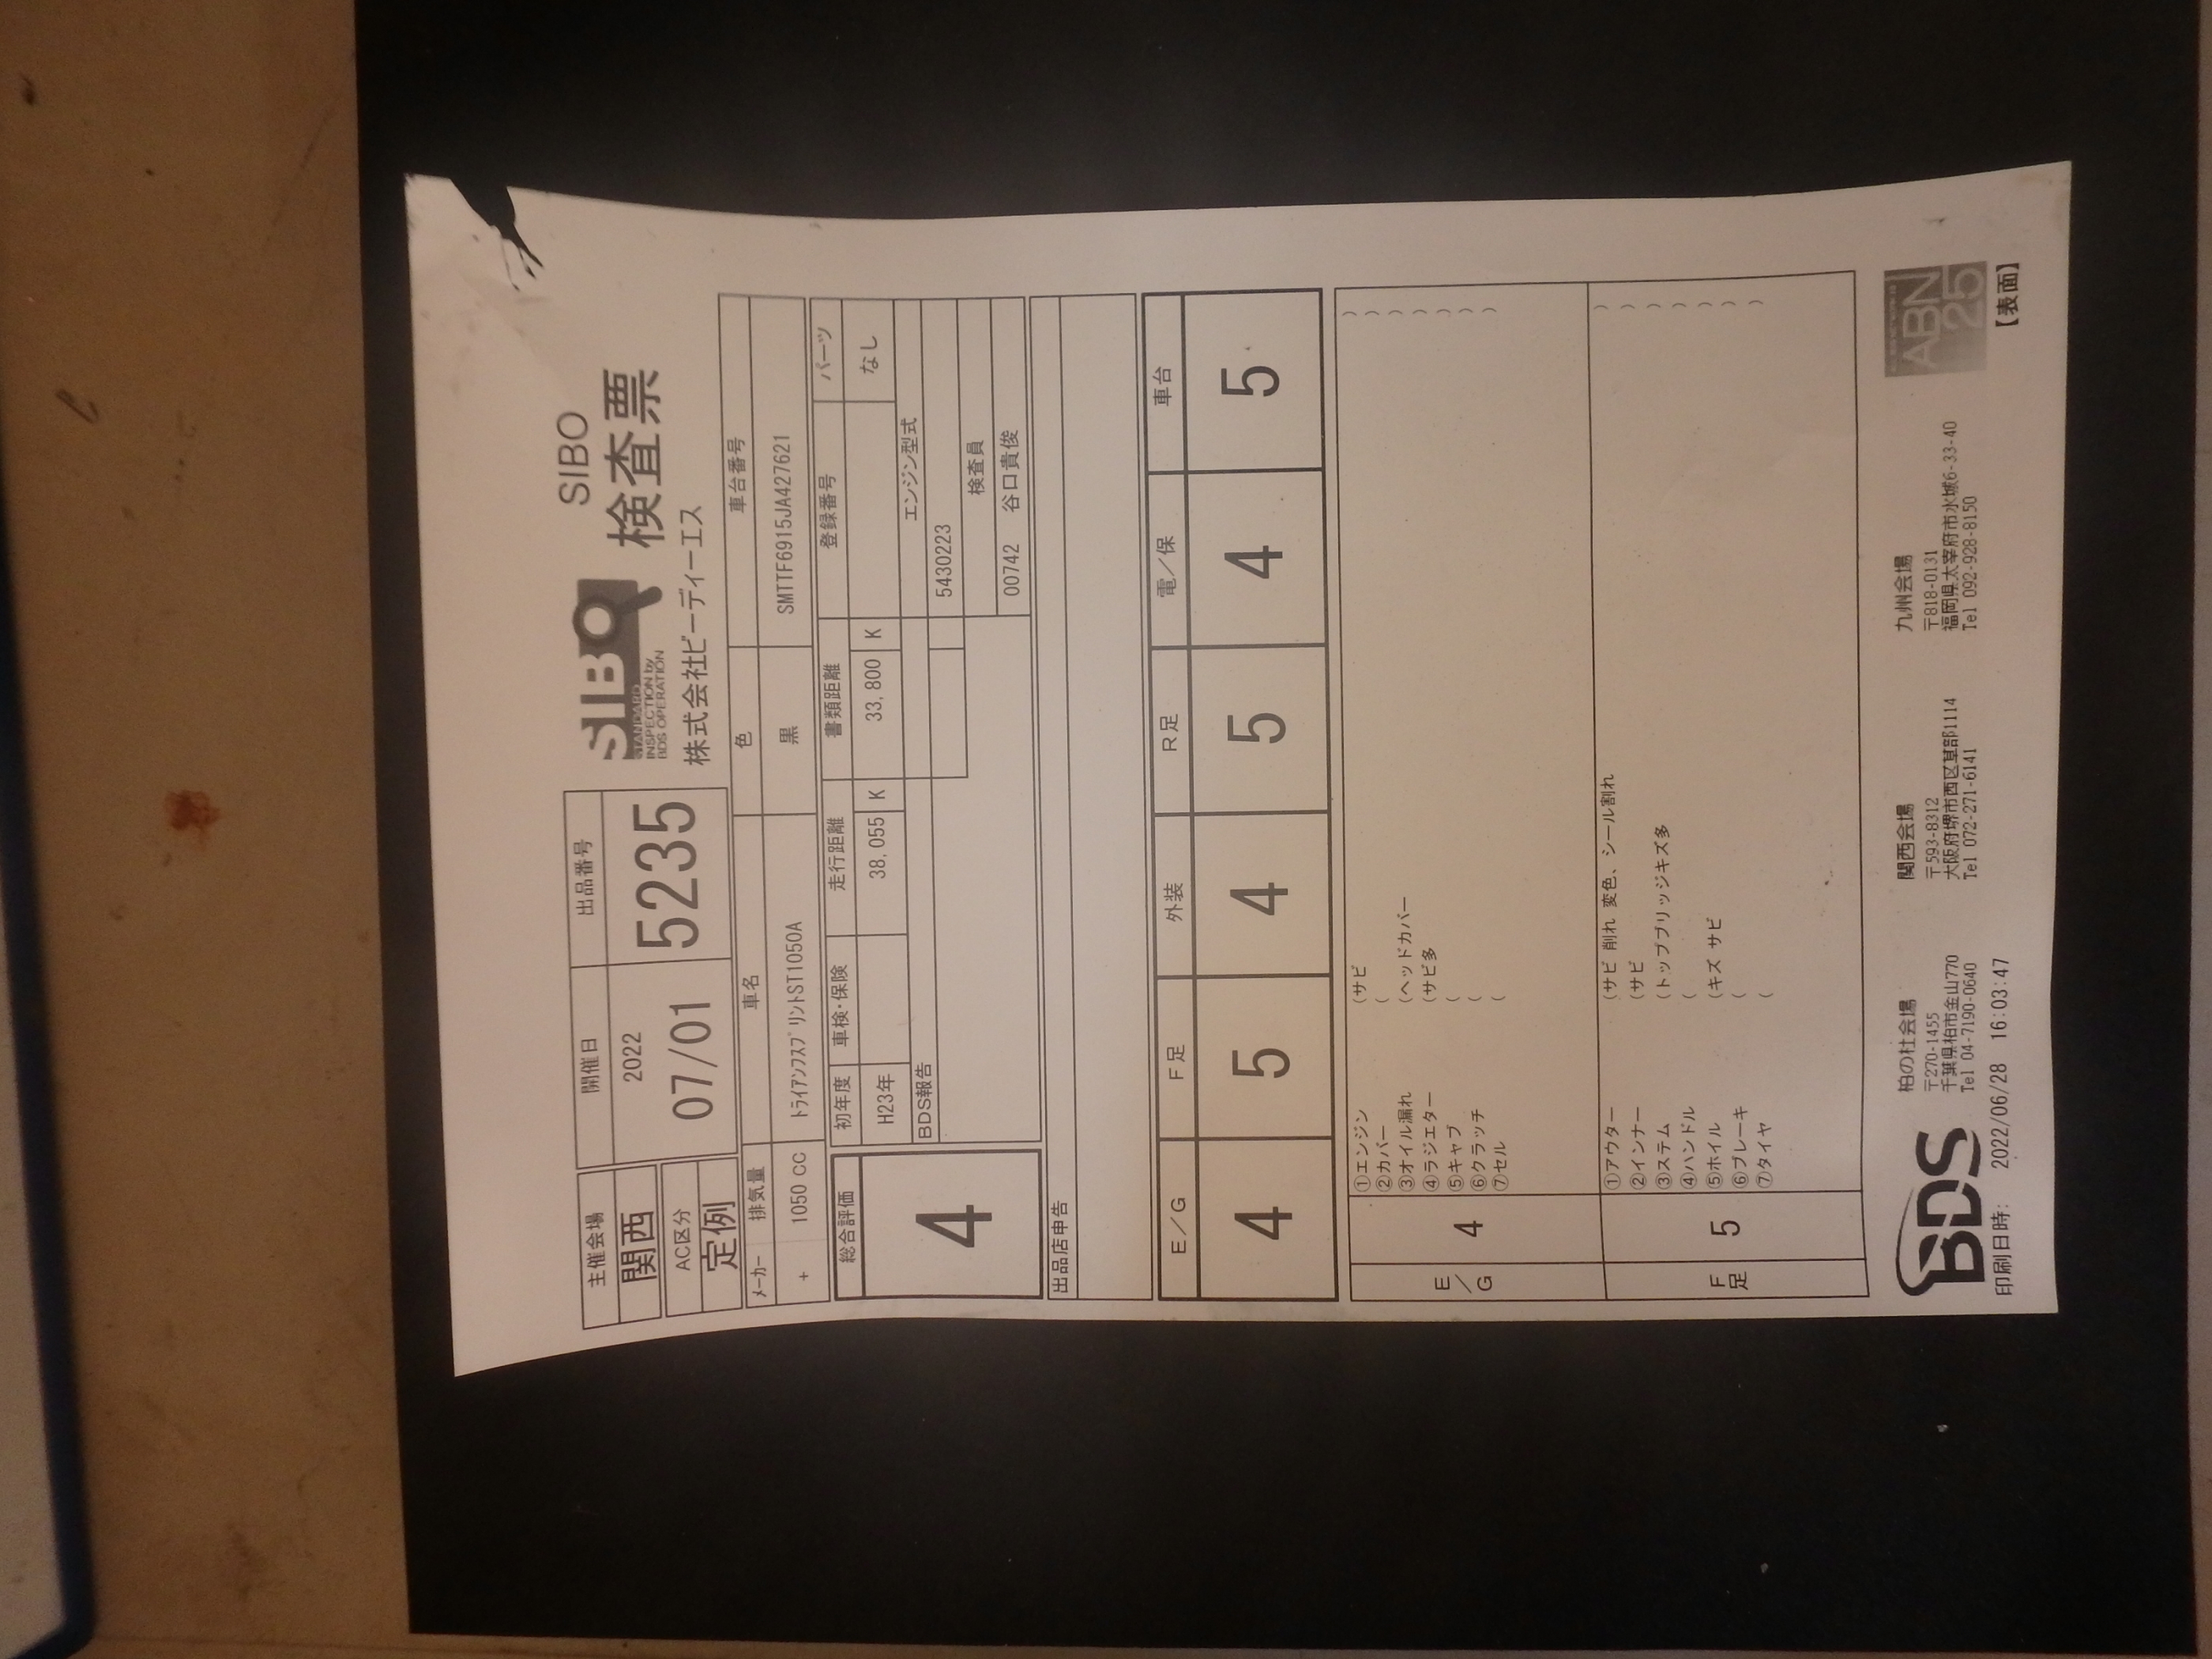 主催会場 開催日 出品番号
関西 2022 07/01 5235
AC区分
定例
SIBO
SIBO 検査票
STANDARD
INSPECTION by
BDS OPERATION
株式会社ビーディーエス
メーカー 排気量 車名 色 車台番号
+ 1050 CC トライアンフスプリントST1050A 黒 SMTTF6915JA427621
総合評価 初年度 車検・保険 走行距離 書類距離 登録番号 パーツ
4 H23年 38,055 K 33,800 K なし
BDS報告 エンジン型式
5430223
検査員
00742 谷口貴俊
出品店申告
E/G F足 外装 R足 電/保 車台
4 5 4 5 4 5
E/G 4
①エンジン (サビ )
②カバー ( )
③オイル漏れ (ヘッドカバー )
④ラジエター (サビ多 )
⑤キャブ ( )
⑥クラッチ ( )
⑦セル ( )
F足 5
①アウター (サビ 削れ 変色、シール割れ )
②インナー (サビ )
③ステム (トップブリッジキズ多 )
④ハンドル ( )
⑤ホイル (キズ サビ )
⑥ブレーキ ( )
⑦タイヤ ( )
BDS
柏の杜会場
〒270-1455
千葉県柏市金山770
Tel 04-7190-0640
関西会場
〒593-8312
大阪府堺市西区草部1114
Tel 072-271-6141
九州会場
〒818-0131
福岡県太宰府市水城6-33-40
Tel 092-928-8150
ABN
25
印刷日時: 2022/06/28 16:03:47
【表面】